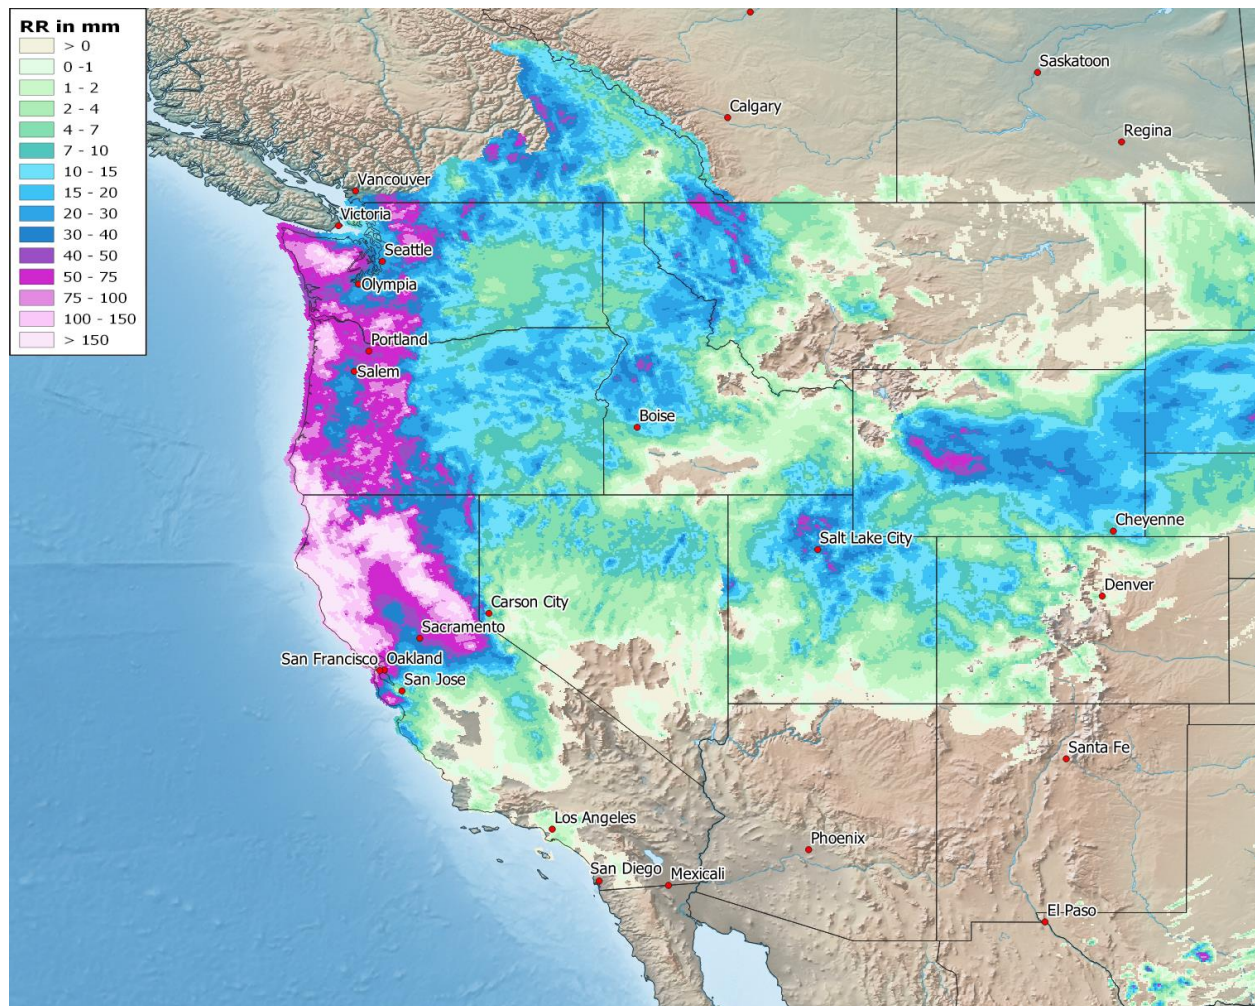 RR in mm
> 0
0 -1
1 - 2
2 - 4
4 - 7
7 - 10
10 - 15
15 - 20
20 - 30
30 - 40
40 - 50
50 - 75
75 - 100
100 - 150
> 150
Saskatoon
Calgary
Regina
Vancouver
Victoria
Seattle
Olympia
Portland
Salem
Boise
Cheyenne
Salt Lake City
Denver
Carson City
Sacramento
San Francisco
Oakland
San Jose
Santa Fe
Los Angeles
Phoenix
San Diego
Mexicali
El Paso